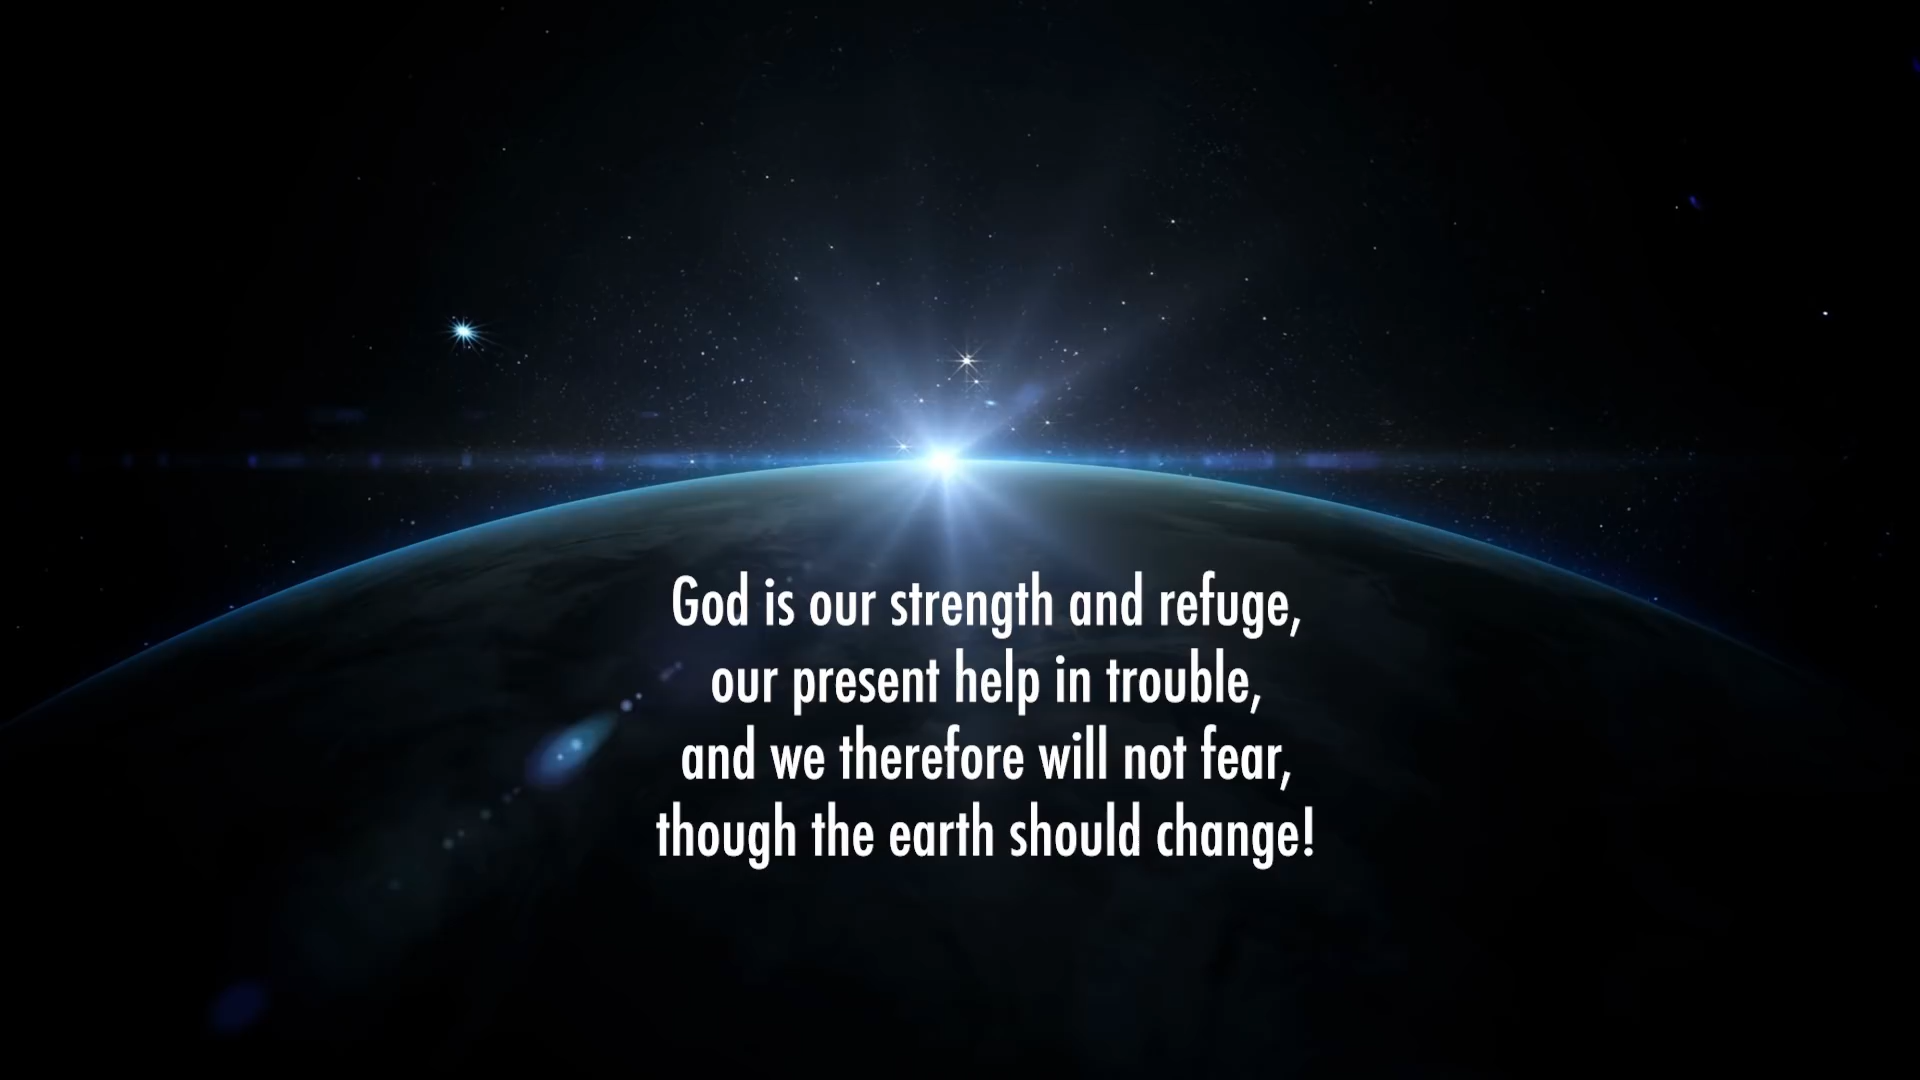 God is our strength and refuge,
our present help in trouble,
and we therefore will not fear,
though the earth should change!